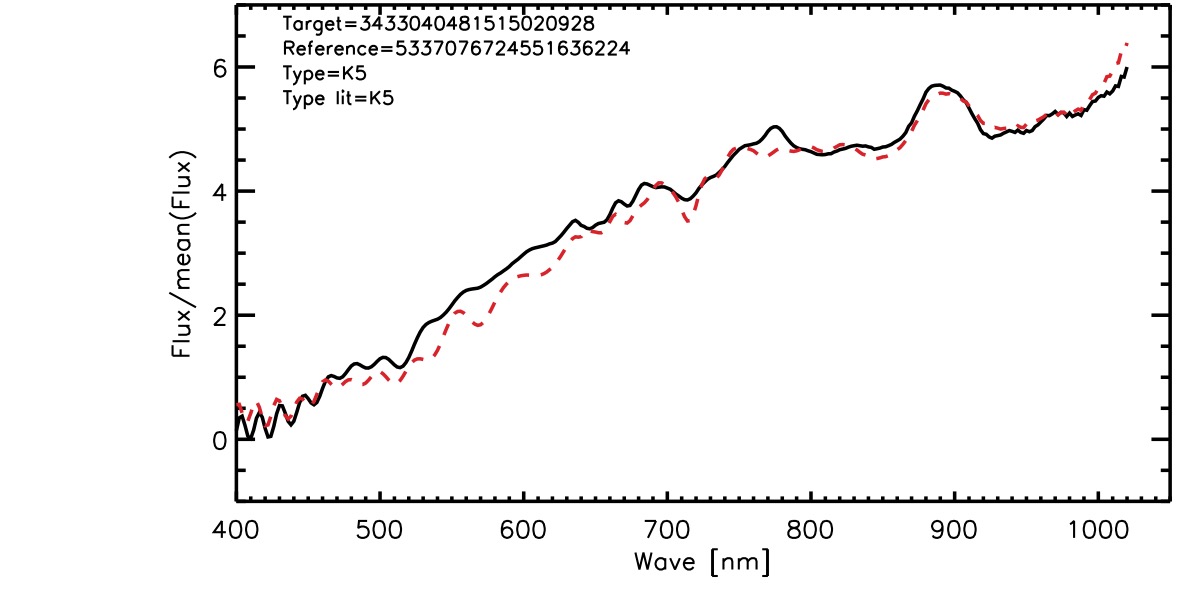 Target=3433040481515020928
Reference=5337076724551636224
Type=K5
Type lit=K5
Flux/mean(Flux)
6
4
2
0
400 500 600 700 800 900 1000
Wave [nm]